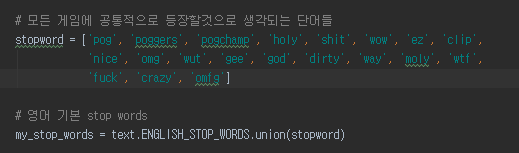 # 모든 게임에 공통적으로 등장할것으로 생각되는 단어들
stopword = ['pog', 'poggers', 'pogchamp', 'holy', 'shit', 'wow', 'ez', 'clip',
'nice', 'omg', 'wut', 'gee', 'god', 'dirty', 'way', 'moly', 'wtf',
'fuck', 'crazy', 'omfg']
# 영어 기본 stop words
my_stop_words = text.ENGLISH_STOP_WORDS.union(stopword)